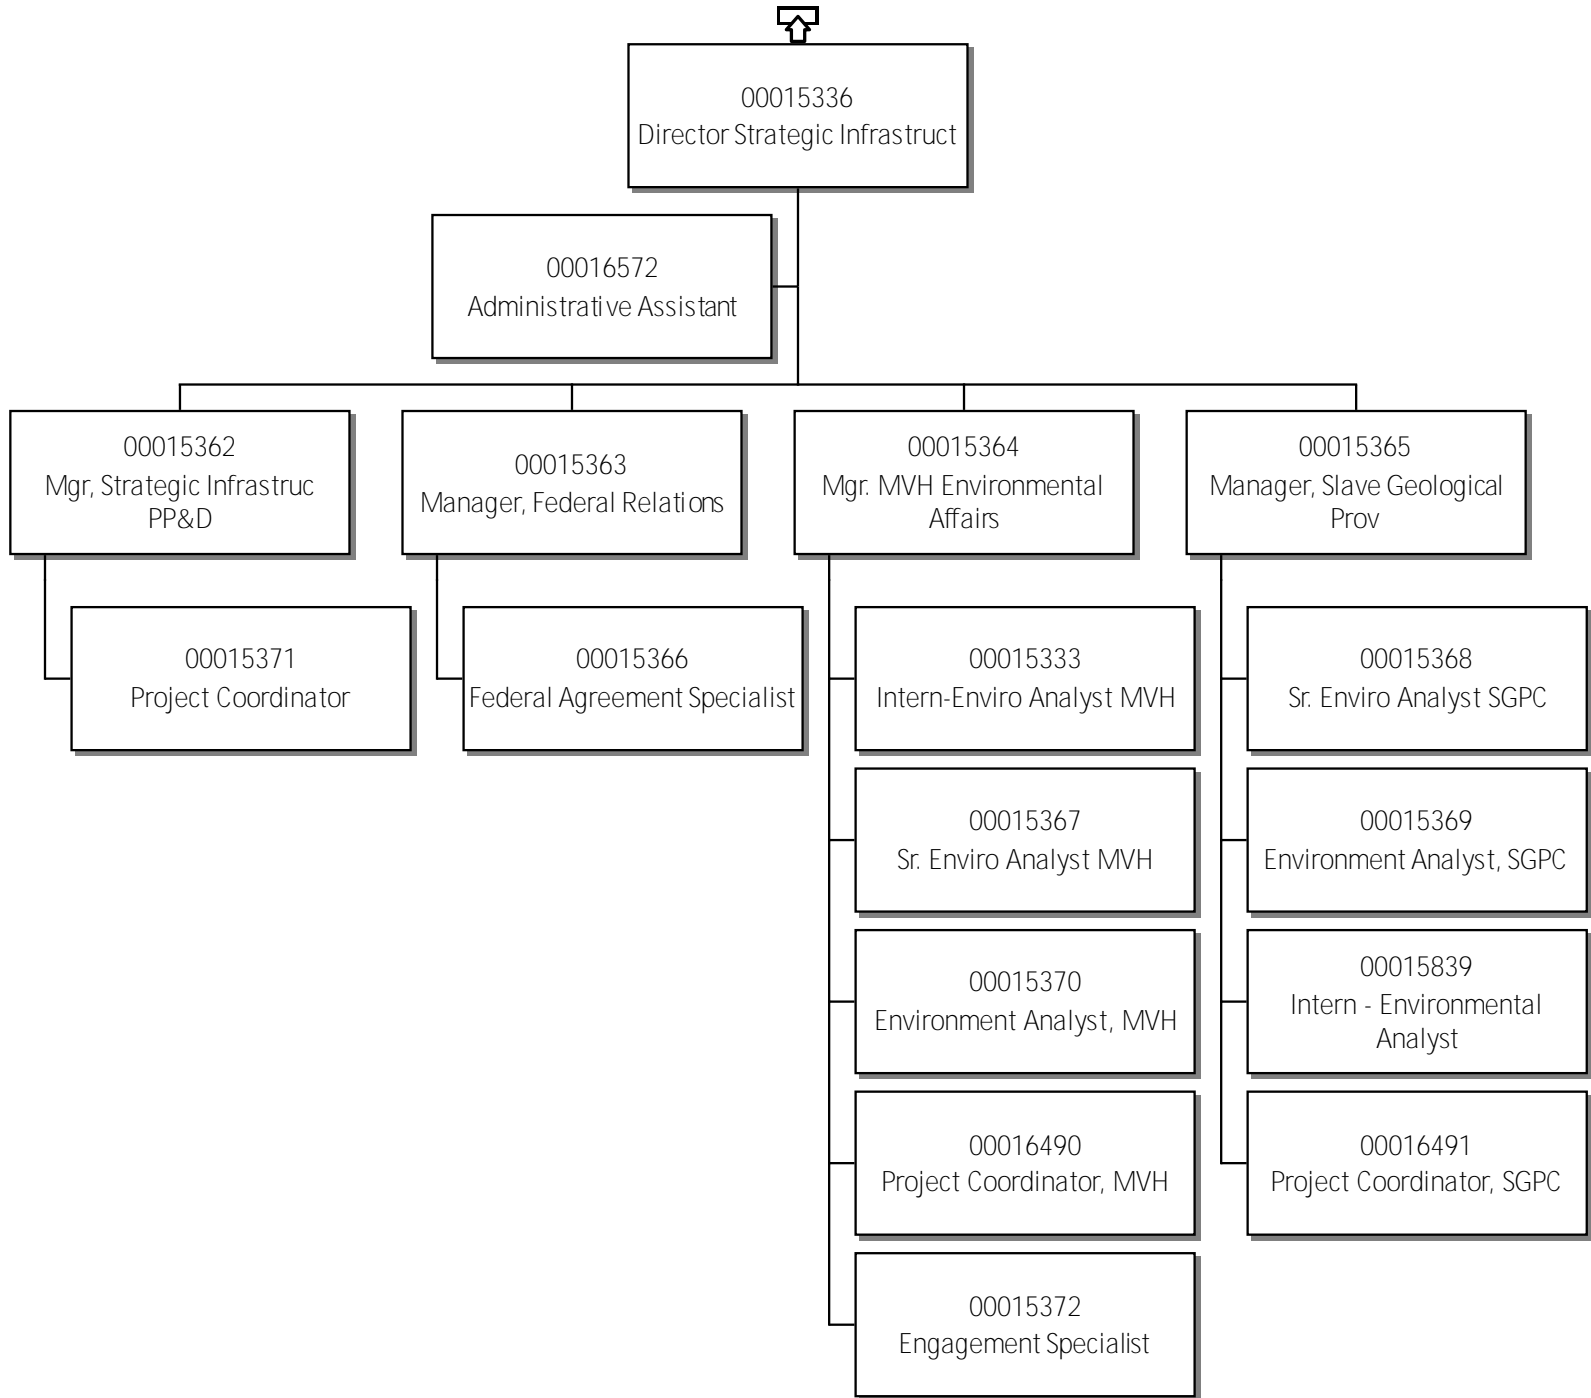 00015336
Director Strategic Infrastruct
00016572
Administrative Assistant
00015362
Mgr, Strategic Infrastruc
PP&D
00015363
Manager, Federal Relations
00015364
Mgr. MVH Environmental
Affairs
00015365
Manager, Slave Geological
Prov
00015371
Project Coordinator
00015366
Federal Agreement Specialist
00015333
Intern-Enviro Analyst MVH
00015368
Sr. Enviro Analyst SGPC
00015367
Sr. Enviro Analyst MVH
00015369
Environment Analyst, SGPC
00015370
Environment Analyst, MVH
00015839
Intern - Environmental
Analyst
00016490
Project Coordinator, MVH
00016491
Project Coordinator, SGPC
00015372
Engagement Specialist